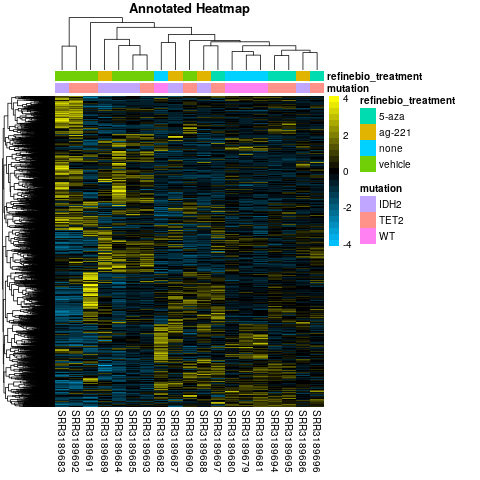 Annotated Heatmap
refinebio_treatment
mutation
4
2
0
-2
-4
refinebio_treatment
5-aza
ag-221
none
vehicle
mutation
IDH2
TET2
WT
SRR3189683
SRR3189692
SRR3189691
SRR3189689
SRR3189684
SRR3189685
SRR3189693
SRR3189682
SRR3189687
SRR3189690
SRR3189688
SRR3189697
SRR3189680
SRR3189679
SRR3189681
SRR3189694
SRR3189695
SRR3189686
SRR3189696